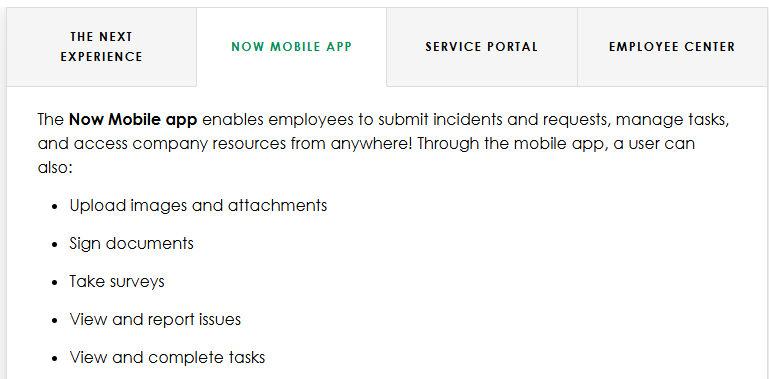 THE NEXT
EXPERIENCE
NOW MOBILE APP
SERVICE PORTAL
EMPLOYEE CENTER
The Now Mobile app enables employees to submit incidents and requests, manage tasks,
and access company resources from anywhere! Through the mobile app, a user can
also:
• Upload images and attachments
• Sign documents
• Take surveys
• View and report issues
• View and complete tasks